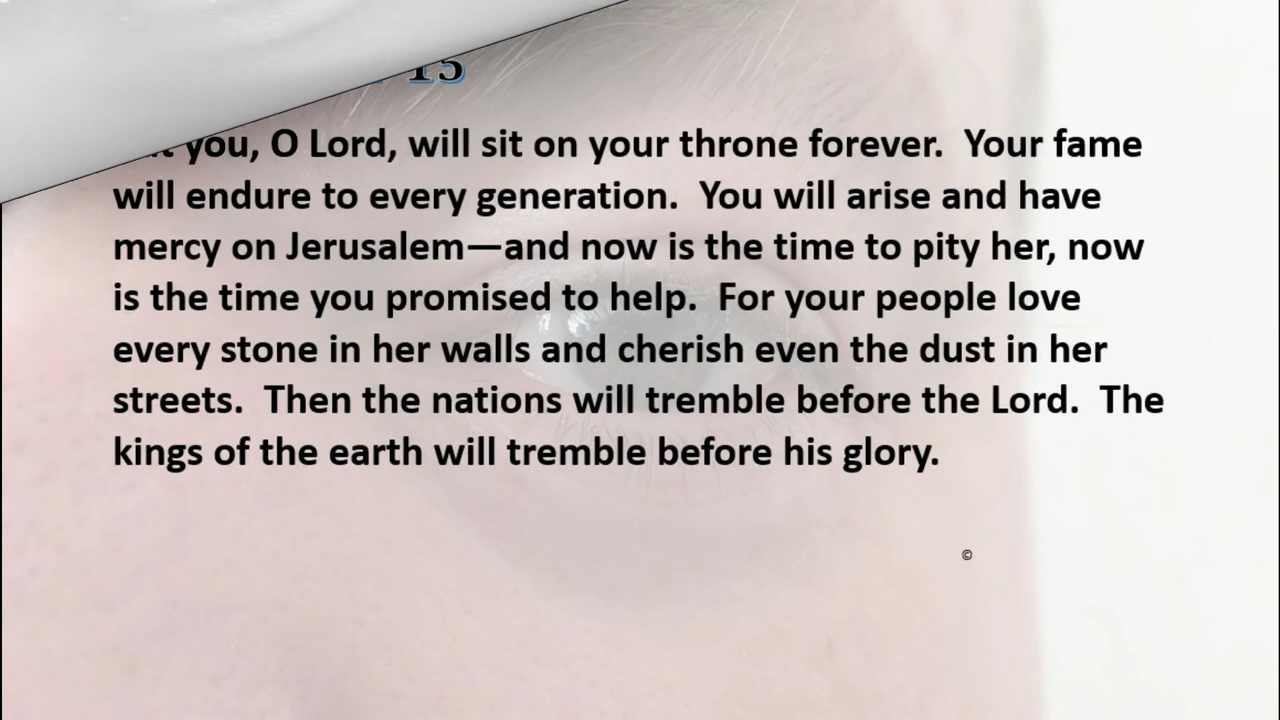 15
you, O Lord, will sit on your throne forever. Your fame
will endure to every generation. You will arise and have
mercy on Jerusalem—and now is the time to pity her, now
is the time you promised to help. For your people love
every stone in her walls and cherish even the dust in her
streets. Then the nations will tremble before the Lord. The
kings of the earth will tremble before his glory.
©